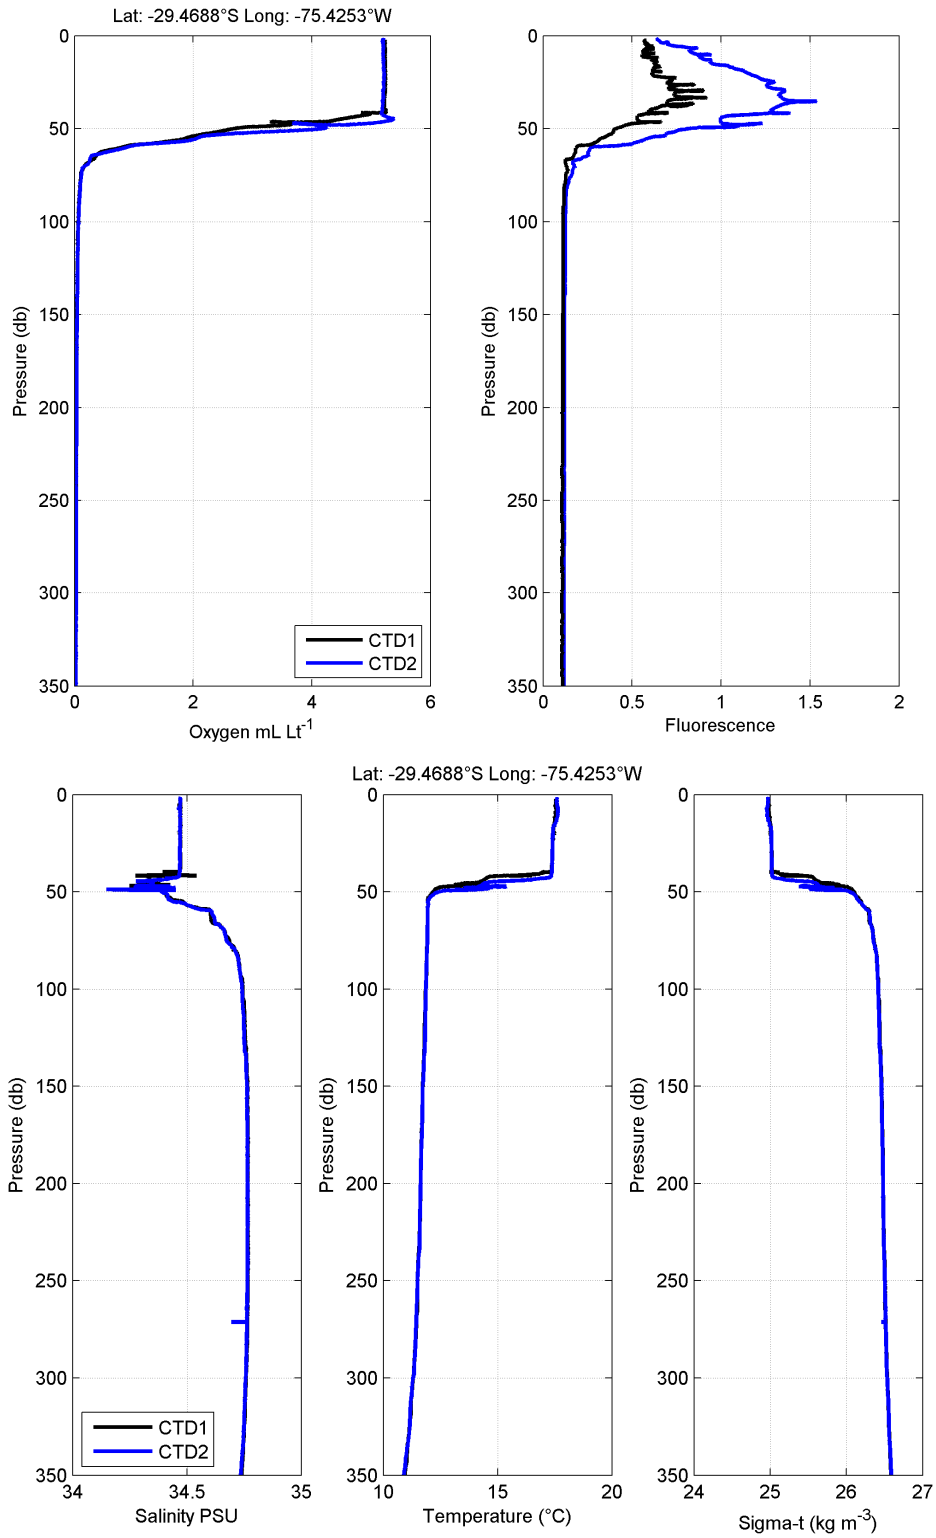 Lat: -29.4688°S Long: -75.4253°W
0
50
100
150
200
250
300
350
Pressure (db)
0 2 4 6
Oxygen mL Lt-1
CTD1
CTD2
0
50
100
150
200
250
300
350
Pressure (db)
0 0.5 1 1.5 2
Fluorescence
Lat: -29.4688°S Long: -75.4253°W
0
50
100
150
200
250
300
350
Pressure (db)
CTD1
CTD2
34 34.5 35
Salinity PSU
0
50
100
150
200
250
300
350
Pressure (db)
10 15 20
Temperature (°C)
0
50
100
150
200
250
300
350
Pressure (db)
24 25 26 27
Sigma-t (kg m-3)